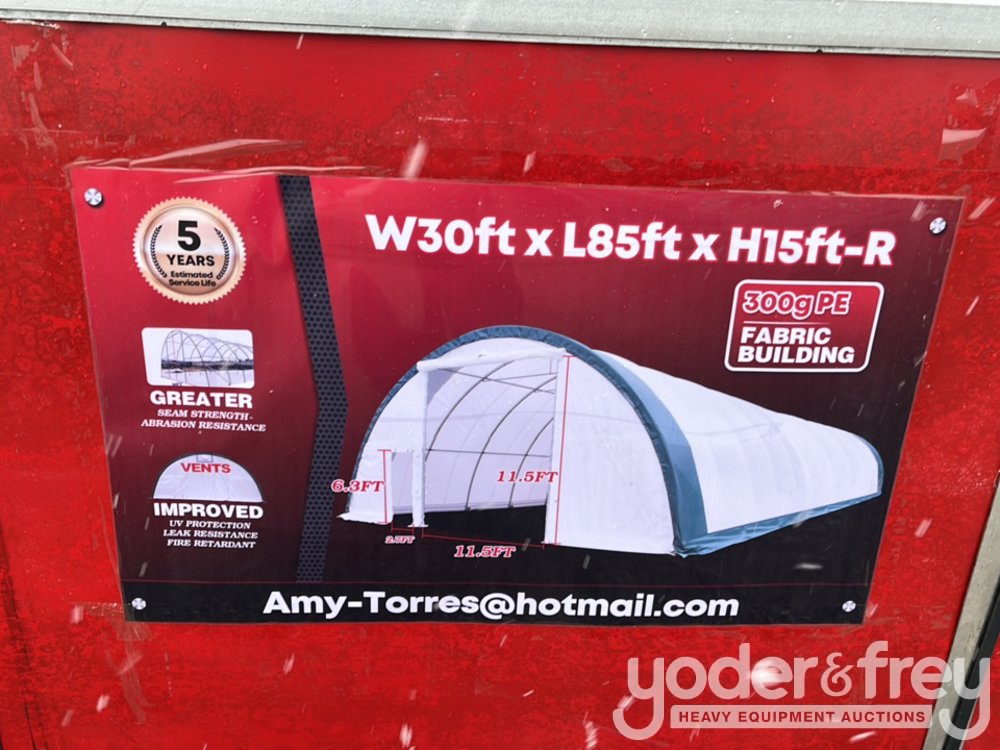 W30ft x L85ft x H15ft-R
5
YEARS
Estimated
Service Life
300g PE
FABRIC
BUILDING
GREATER
SEAM STRENGTH-
ABRASION RESISTANCE
VENTS
IMPROVED
UV PROTECTION
LEAK RESISTANCE
FIRE RETARDANT
6.3FT
11.5FT
2.7FT
11.5FT
Amy-Torres@hotmail.com
yoder&frey
HEAVY EQUIPMENT AUCTIONS